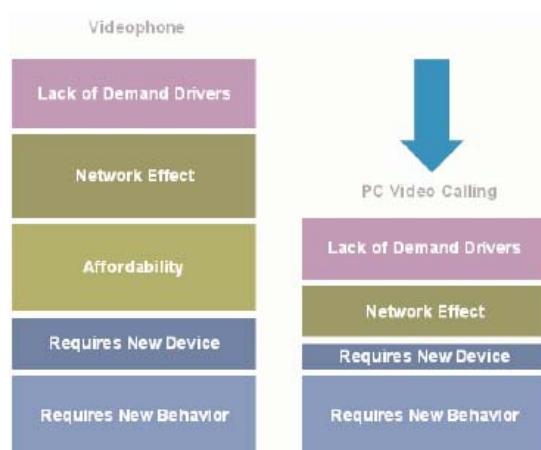 Videophone
Lack of Demand Drivers
Network Effect
Affordability
Requires New Device
Requires New Behavior
PC Video Calling
Lack of Demand Drivers
Network Effect
Requires New Device
Requires New Behavior